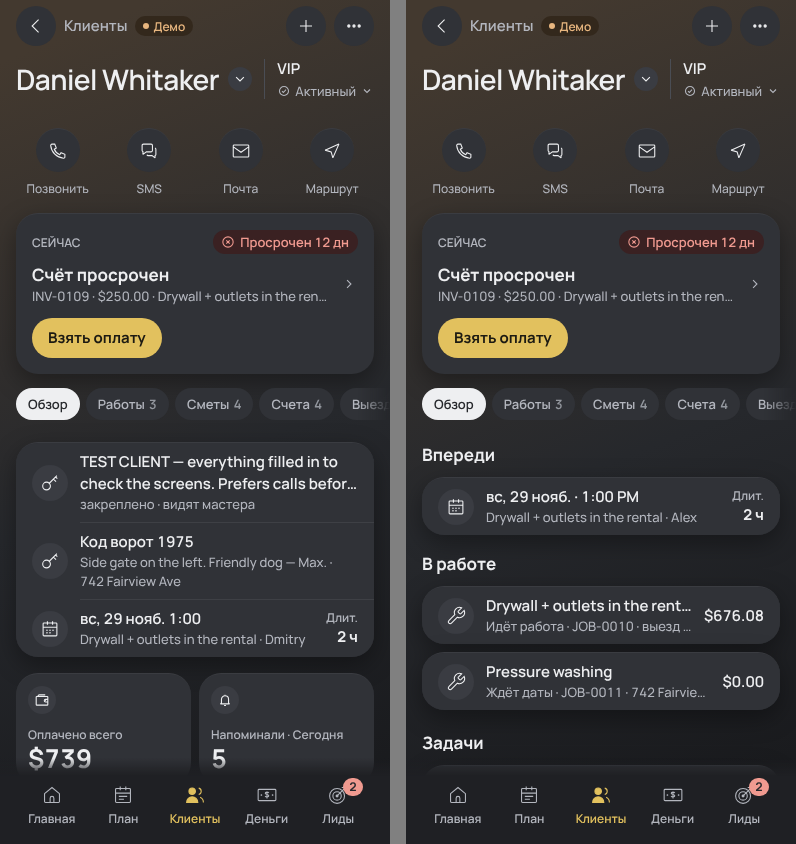 Клиенты
Демо
Daniel Whitaker
VIP
Активный
Позвонить
SMS
Почта
Маршрут
СЕЙЧАС
Просрочен 12 дн
Счёт просрочен
INV-0109 · $250.00 · Drywall + outlets in the ren…
Взять оплату
Обзор
Работы 3
Сметы 4
Счета 4
Выезд
TEST CLIENT — everything filled in to
check the screens. Prefers calls befor…
закреплено · видят мастера
Код ворот 1975
Side gate on the left. Friendly dog — Max. ·
742 Fairview Ave
вс, 29 нояб. 1:00
Drywall + outlets in the rental · Dmitry
Длит.
2 ч
Оплачено всего
$739
Напоминали · Сегодня
5
Главная
План
Клиенты
Деньги
2
Лиды
Клиенты
Демо
Daniel Whitaker
VIP
Активный
Позвонить
SMS
Почта
Маршрут
СЕЙЧАС
Просрочен 12 дн
Счёт просрочен
INV-0109 · $250.00 · Drywall + outlets in the ren…
Взять оплату
Обзор
Работы 3
Сметы 4
Счета 4
Выезд
Впереди
вс, 29 нояб. · 1:00 PM
Drywall + outlets in the rental · Alex
Длит.
2 ч
В работе
Drywall + outlets in the rent…
Идёт работа · JOB-0010 · выезд …
$676.08
Pressure washing
Ждёт даты · JOB-0011 · 742 Fairvie…
$0.00
Задачи
Главная
План
Клиенты
Деньги
2
Лиды